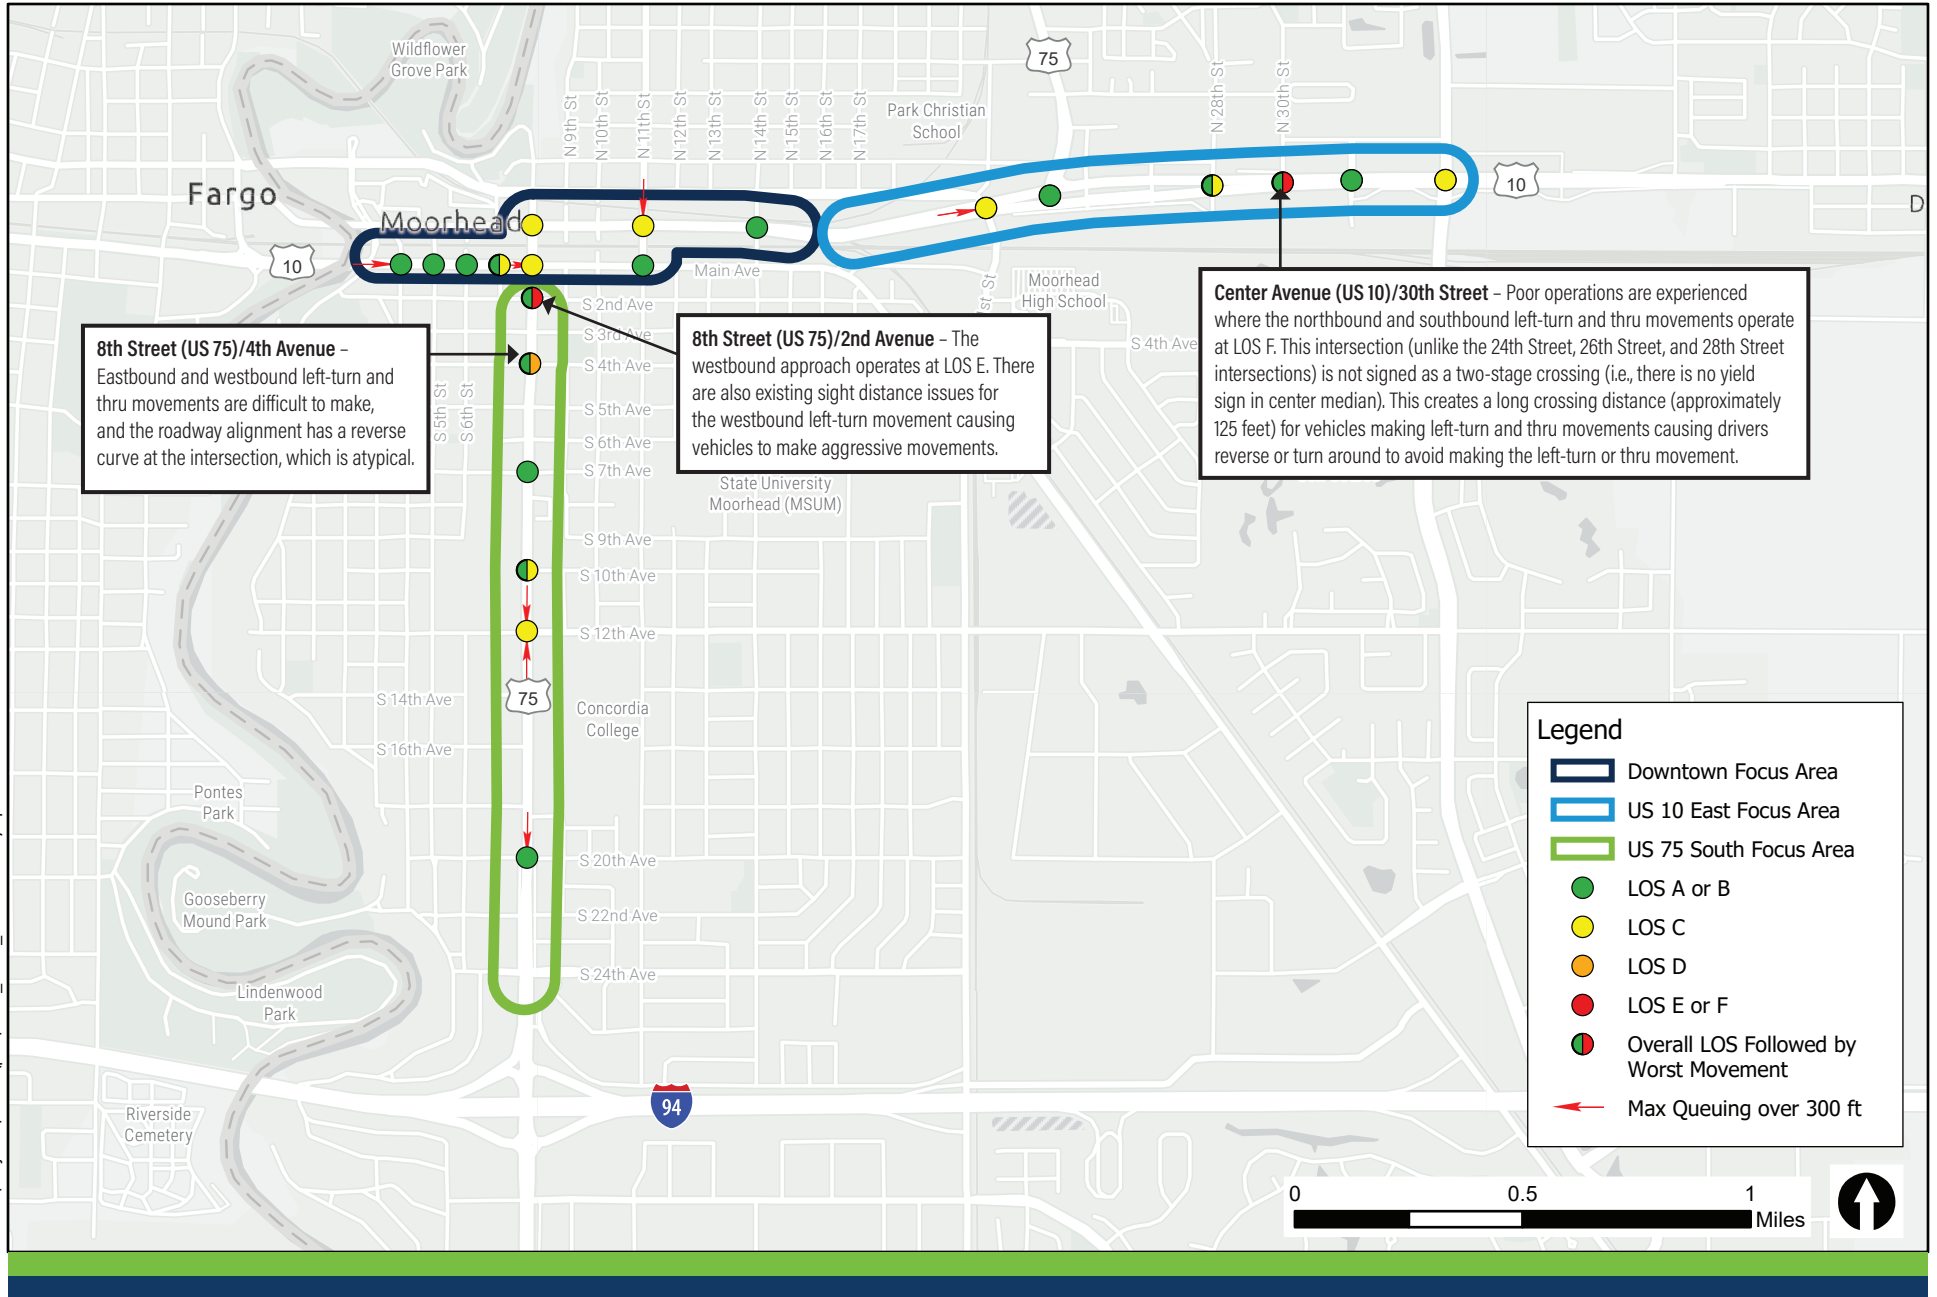 Wildflower
Grove Park
75
N 9th St
N 10th St
N 11th St
N 12th St
N 13th St
N 14th St
N 15th St
N 16th St
N 17th St
Park Christian
School
N 28th St
N 30th St
10
D
Fargo
Moorhead
10
Main Ave
1st St
Moorhead
High School
S 2nd Ave
S 3rd Ave
S 4th Ave
S 4th Ave
S 5th Ave
S 6th Ave
S 7th Ave
S 5th St
S 6th St
8th Street (US 75)/4th Avenue –
Eastbound and westbound left-turn and
thru movements are difficult to make,
and the roadway alignment has a reverse
curve at the intersection, which is atypical.
8th Street (US 75)/2nd Avenue – The
westbound approach operates at LOS E. There
are also existing sight distance issues for
the westbound left-turn movement causing
vehicles to make aggressive movements.
Center Avenue (US 10)/30th Street – Poor operations are experienced
where the northbound and southbound left-turn and thru movements operate
at LOS F. This intersection (unlike the 24th Street, 26th Street, and 28th Street
intersections) is not signed as a two-stage crossing (i.e., there is no yield
sign in center median). This creates a long crossing distance (approximately
125 feet) for vehicles making left-turn and thru movements causing drivers
reverse or turn around to avoid making the left-turn or thru movement.
State University
Moorhead (MSUM)
S 9th Ave
S 10th Ave
S 12th Ave
S 14th Ave
75
Concordia
College
S 16th Ave
Pontes
Park
S 20th Ave
Gooseberry
Mound Park
S 22nd Ave
S 24th Ave
Lindenwood
Park
94
Riverside
Cemetery
Legend
Downtown Focus Area
US 10 East Focus Area
US 75 South Focus Area
LOS A or B
LOS C
LOS D
LOS E or F
Overall LOS Followed by
Worst Movement
Max Queuing over 300 ft
0 0.5 1
Miles